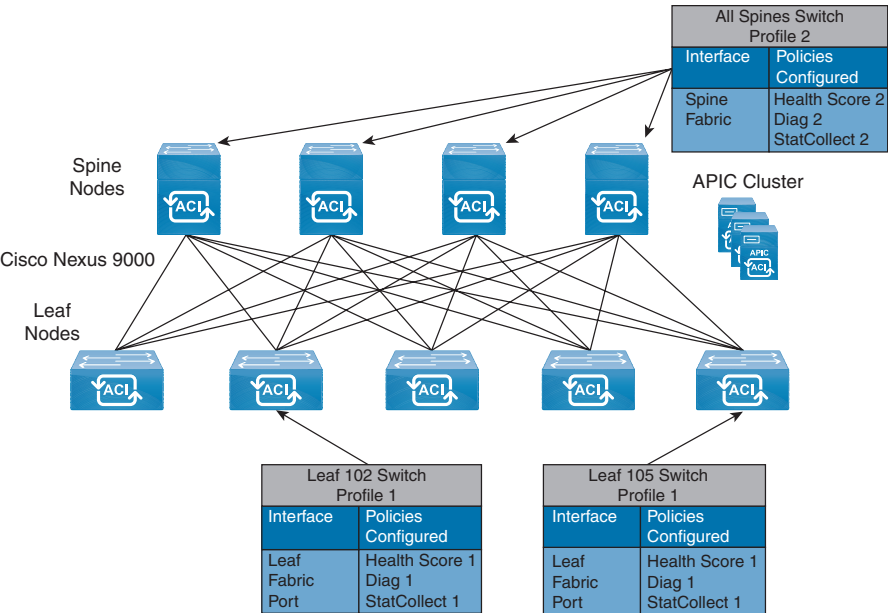 All Spines Switch
Profile 2
Interface Policies
Configured
Spine Health Score 2
Fabric Diag 2
StatCollect 2
Spine
Nodes
ACI ACI ACI ACI
APIC Cluster
APIC
ACI
Cisco Nexus 9000
Leaf
Nodes
ACI ACI ACI ACI ACI
Leaf 102 Switch
Profile 1
Interface Policies
Configured
Leaf Health Score 1
Fabric Diag 1
Port StatCollect 1
Leaf 105 Switch
Profile 1
Interface Policies
Configured
Leaf Health Score 1
Fabric Diag 1
Port StatCollect 1